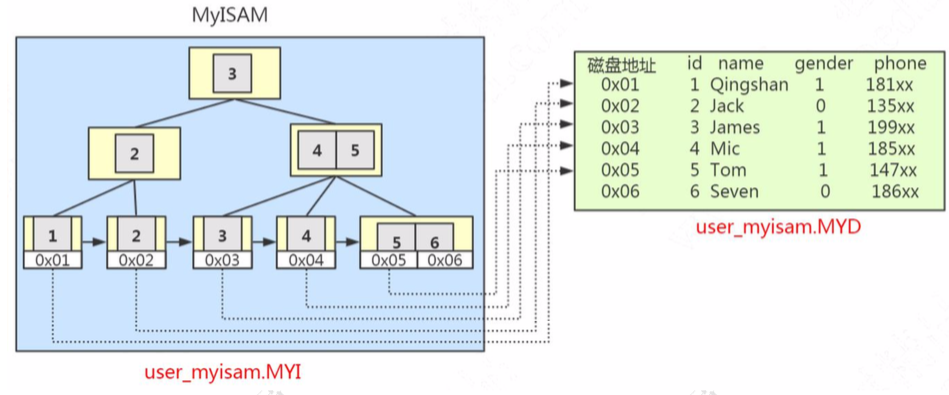 MyISAM
3
2
4 5
1 2 3 4 5 6
0x01 0x02 0x03 0x04 0x05 0x06
user_myisam.MYI
磁盘地址 id name gender phone
0x01 1 Qingshan 1 181xx
0x02 2 Jack 0 135xx
0x03 3 James 1 199xx
0x04 4 Mic 1 185xx
0x05 5 Tom 1 147xx
0x06 6 Seven 0 186xx
user_myisam.MYD